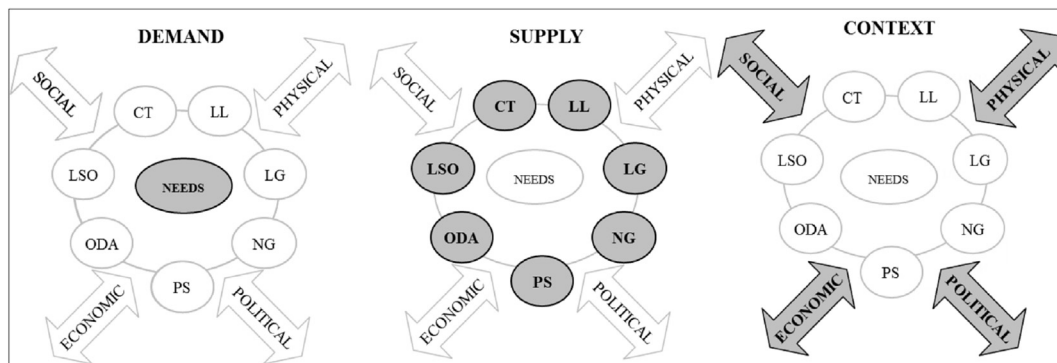 DEMAND
SOCIAL
PHYSICAL
CT
LL
LSO
LG
NEEDS
ODA
NG
PS
ECONOMIC
POLITICAL
SUPPLY
SOCIAL
PHYSICAL
CT
LL
LSO
LG
NEEDS
ODA
NG
PS
ECONOMIC
POLITICAL
CONTEXT
SOCIAL
PHYSICAL
CT
LL
LSO
LG
NEEDS
ODA
NG
PS
ECONOMIC
POLITICAL